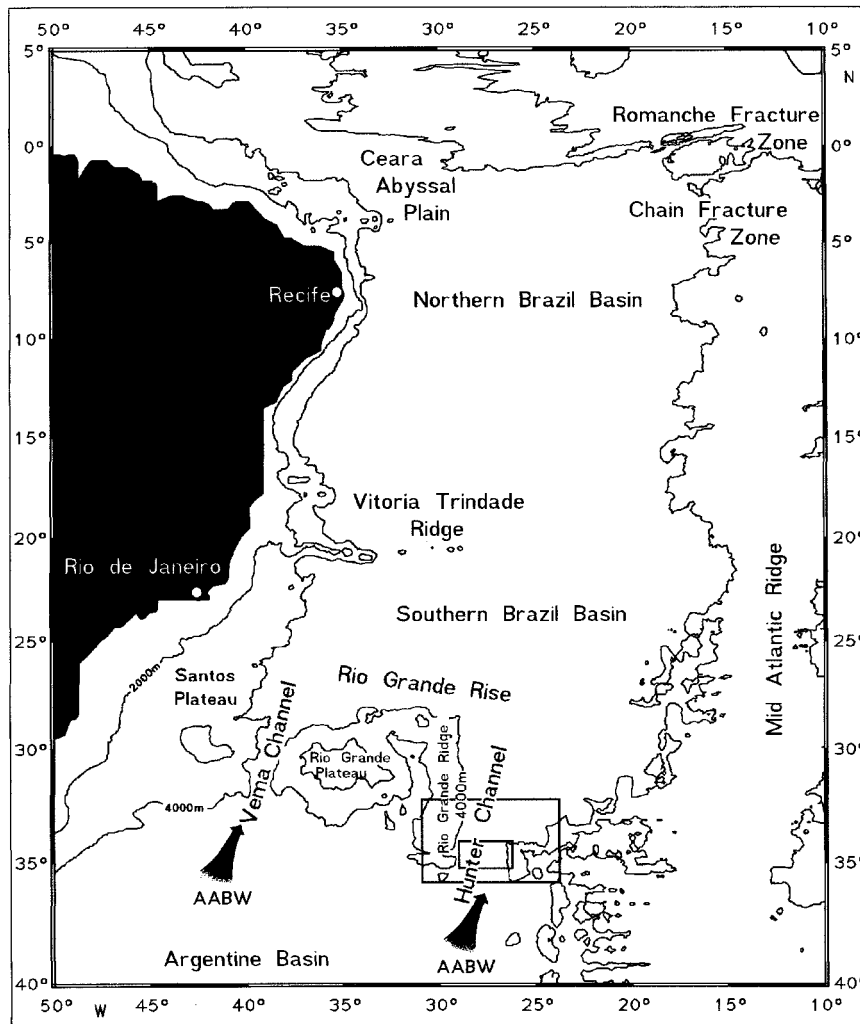 50° 45° 40° 35° 30° 25° 20° 15° 10°
5° 5°
N
Romanche Fracture
Zone
0° 0°
Ceara
Abyssal
Plain
Chain Fracture
Zone
5° 5°
Recife
Northern Brazil Basin
10° 10°
15° 15°
Vitoria Trindade
Ridge
20° 20°
Rio de Janeiro
Southern Brazil Basin
Mid Atlantic Ridge
25° 25°
2000m
Santos
Plateau
Rio Grande Rise
Vema Channel
30° 30°
Rio Grande
Plateau
Rio Grande Ridge
4000m
Hunter Channel
4000m
35° 35°
AABW
Argentine Basin
AABW
40° 40°
50° W 45° 40° 35° 30° 25° 20° 15° 10°